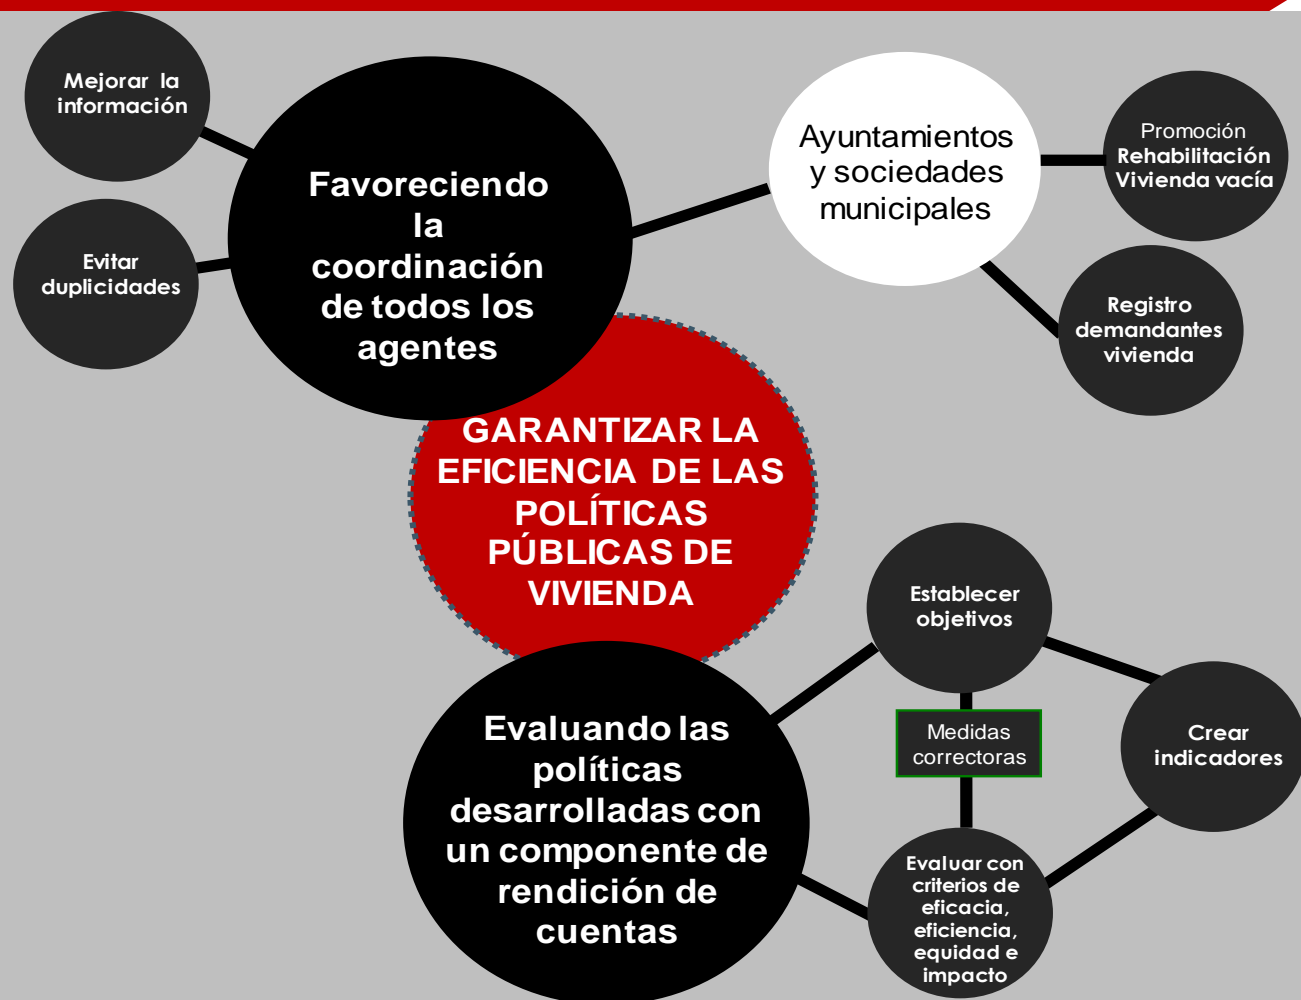 Mejorar la
información
Evitar
duplicidades
Favoreciendo
la
coordinación
de todos los
agentes
Ayuntamientos
y sociedades
municipales
Promoción
Rehabilitación
Vivienda vacía
Registro
demandantes
vivienda
GARANTIZAR LA
EFICIENCIA DE LAS
POLÍTICAS
PÚBLICAS DE
VIVIENDA
Evaluando las
políticas
desarrolladas con
un componente de
rendición de
cuentas
Establecer
objetivos
Medidas
correctoras
Crear
indicadores
Evaluar con
criterios de
eficacia,
eficiencia,
equidad e
impacto